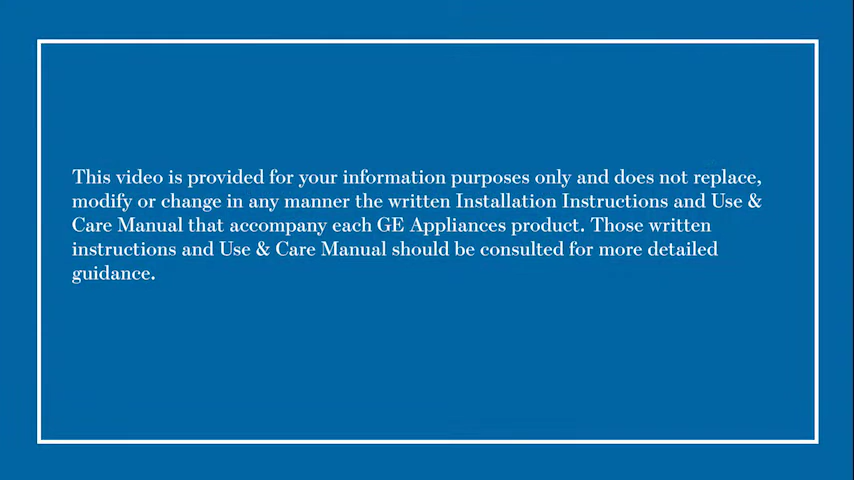 This video is provided for your information purposes only and does not replace,
modify or change in any manner the written Installation Instructions and Use &
Care Manual that accompany each GE Appliances product. Those written
instructions and Use & Care Manual should be consulted for more detailed
guidance.